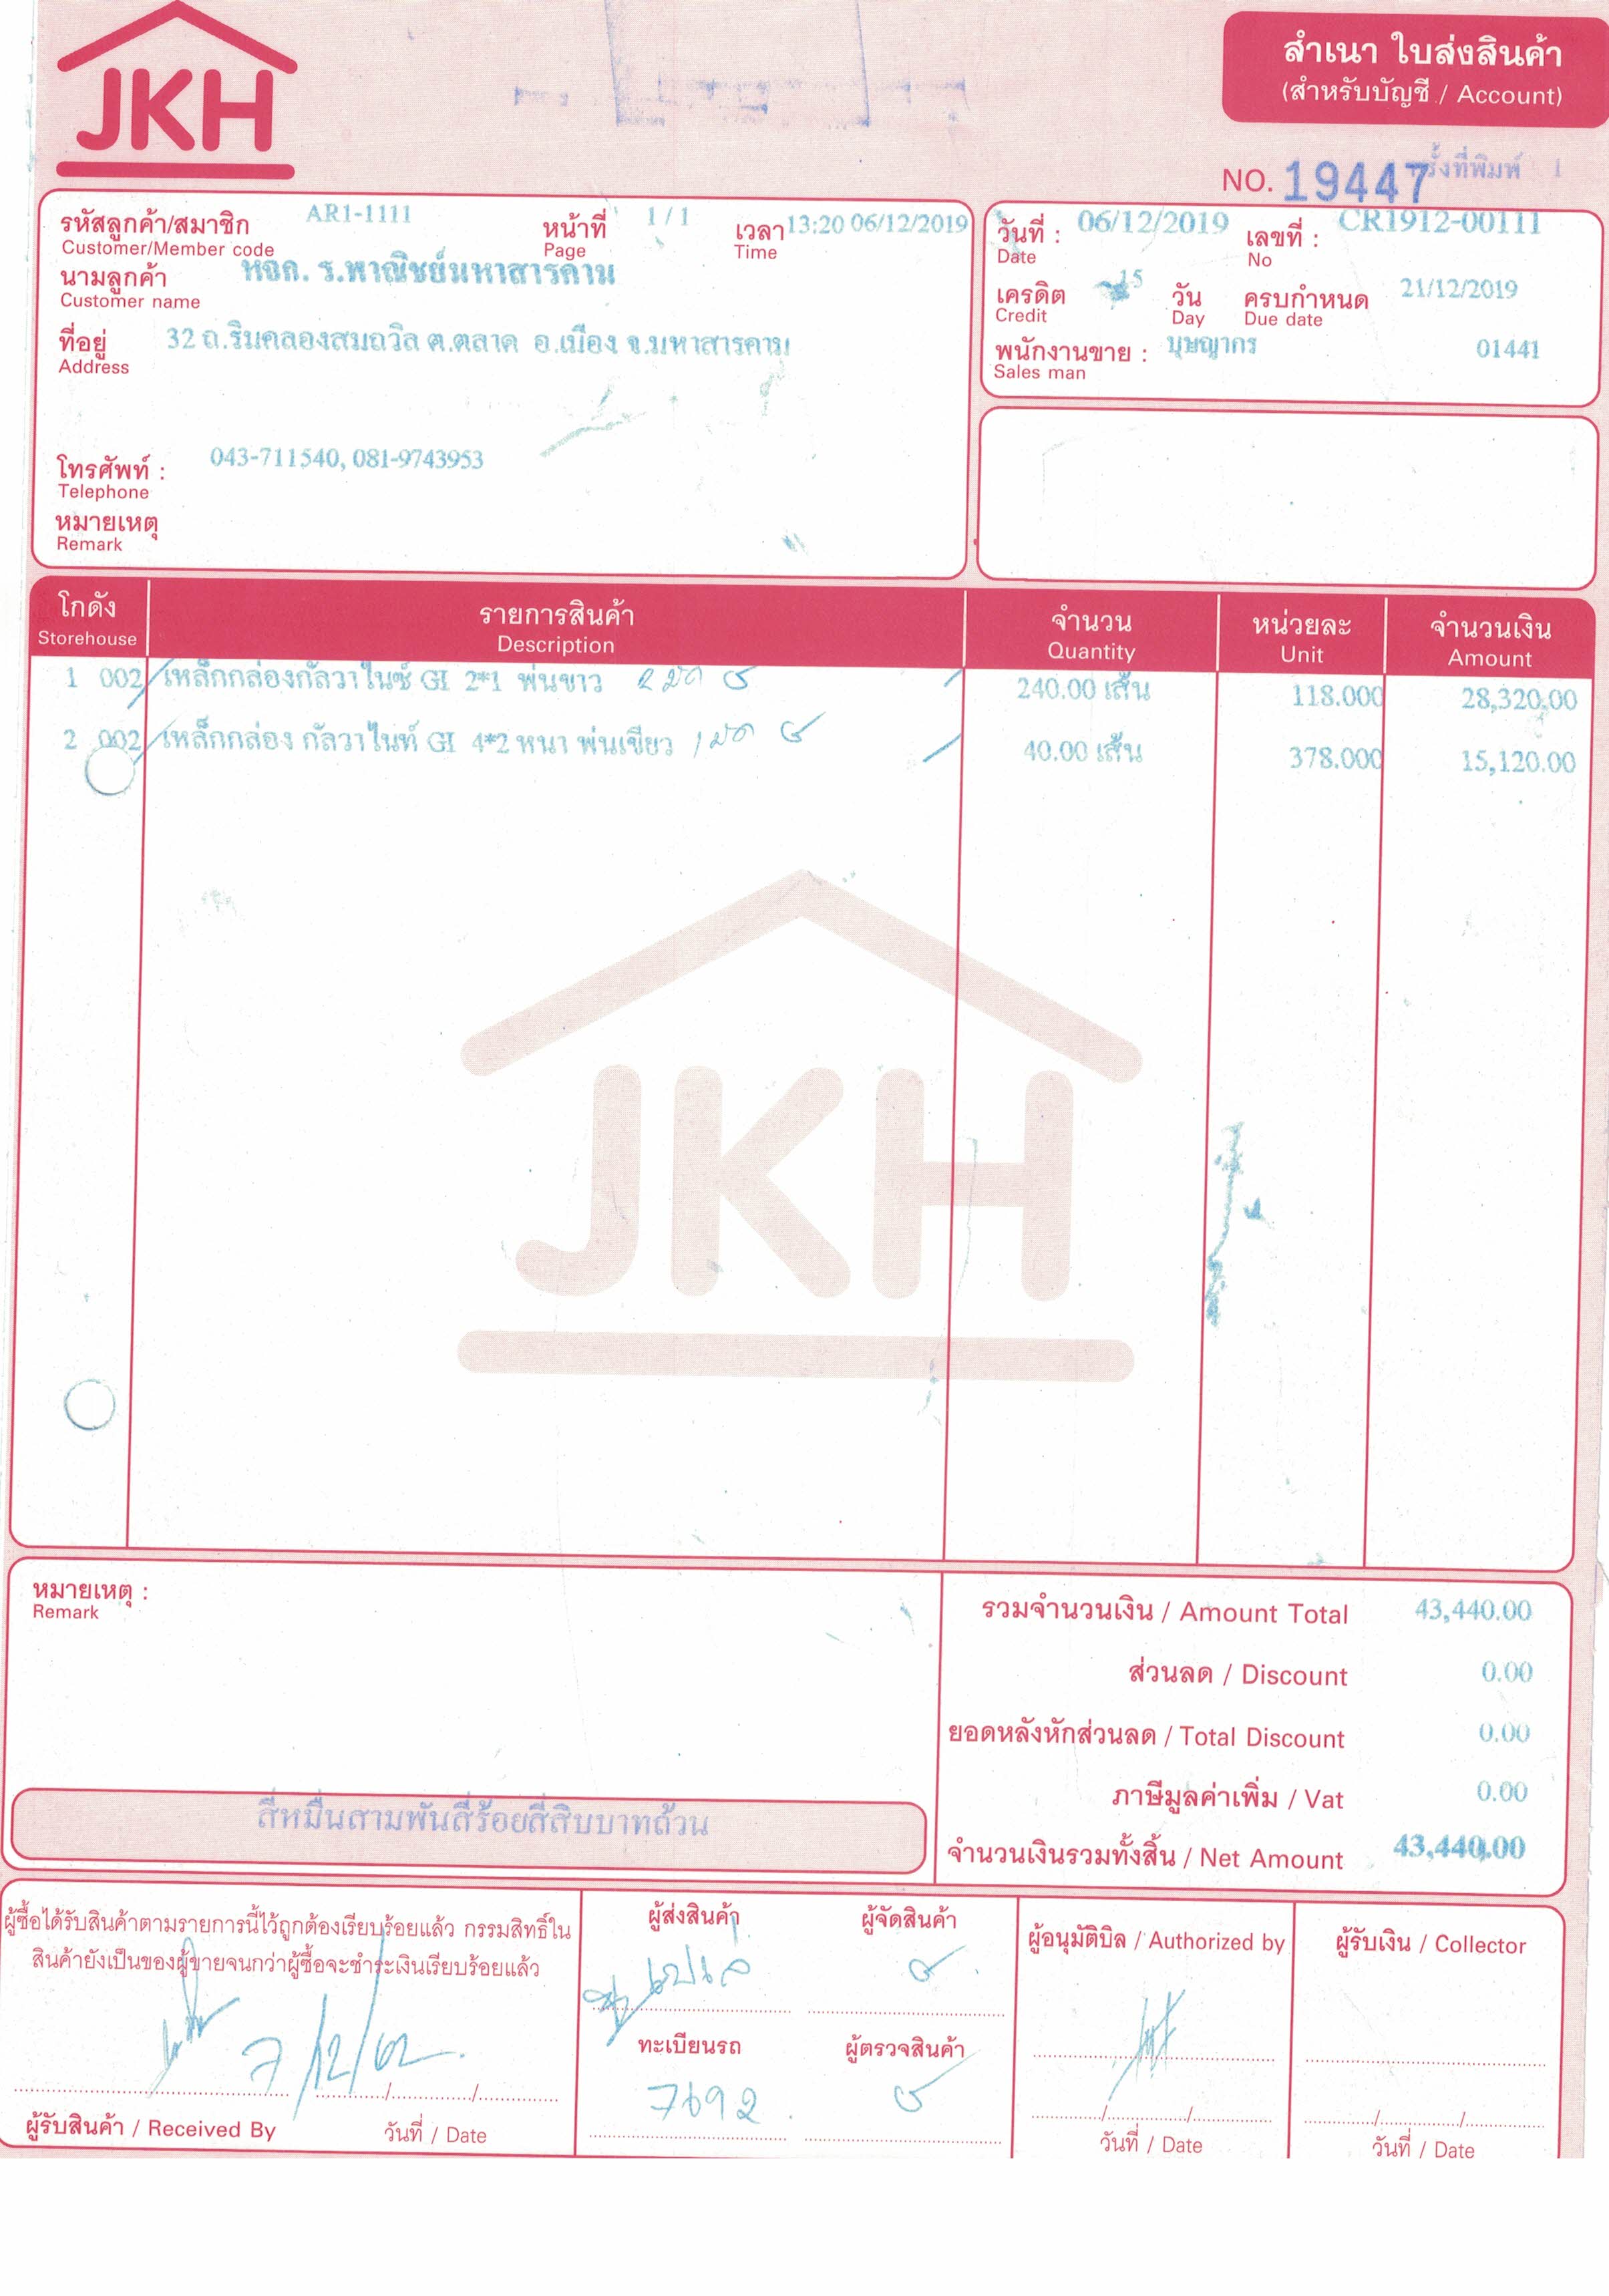 JKH
สำเนา ใบส่งสินค้า
(สำหรับบัญชี / Account)
NO. 19447
ครั้งที่พิมพ์ 1
รหัสลูกค้า/สมาชิก AR1-1111 หน้าที่ 1 / 1 เวลา 13:20 06/12/2019
Customer/Member code Page Time
นามลูกค้า หจก. ร.พาณิชย์มหาสารคาม
Customer name
ที่อยู่ 32 ถ.ริมคลองสมถวิล ต.ตลาด อ.เมือง จ.มหาสารคาม
Address
โทรศัพท์ : 043-711540, 081-9743953
Telephone
หมายเหตุ
Remark
วันที่ : 06/12/2019 เลขที่ : CR1912-00111
Date No
เครดิต 15 วัน ครบกำหนด 21/12/2019
Credit Day Due date
พนักงานขาย : บุษญากร 01441
Sales man
โกดัง รายการสินค้า จำนวน หน่วยละ จำนวนเงิน
Storehouse Description Quantity Unit Amount
1 002 เหล็กกล่องกัลวาไนซ์ GI 2*1 พ่นขาว 2 มัด 240.00 เส้น 118.000 28,320.00
2 002 เหล็กกล่อง กัลวาไนท์ GI 4*2 หนา พ่นเขียว 1 มัด 40.00 เส้น 378.000 15,120.00
JKH
หมายเหตุ :
Remark
รวมจำนวนเงิน / Amount Total 43,440.00
ส่วนลด / Discount 0.00
ยอดหลังหักส่วนลด / Total Discount 0.00
ภาษีมูลค่าเพิ่ม / Vat 0.00
สี่หมื่นสามพันสี่ร้อยสี่สิบบาทถ้วน
จำนวนเงินรวมทั้งสิ้น / Net Amount 43,440.00
ผู้ซื้อได้รับสินค้าตามรายการนี้ไว้ถูกต้องเรียบร้อยแล้ว กรรมสิทธิ์ใน
สินค้ายังเป็นของผู้ขายจนกว่าผู้ซื้อจะชำระเงินเรียบร้อยแล้ว
7/12/62
ผู้รับสินค้า / Received By วันที่ / Date
ผู้ส่งสินค้า ผู้จัดสินค้า
ทะเบียนรถ ผู้ตรวจสินค้า
7692
ผู้อนุมัติบิล / Authorized by
วันที่ / Date
ผู้รับเงิน / Collector
วันที่ / Date